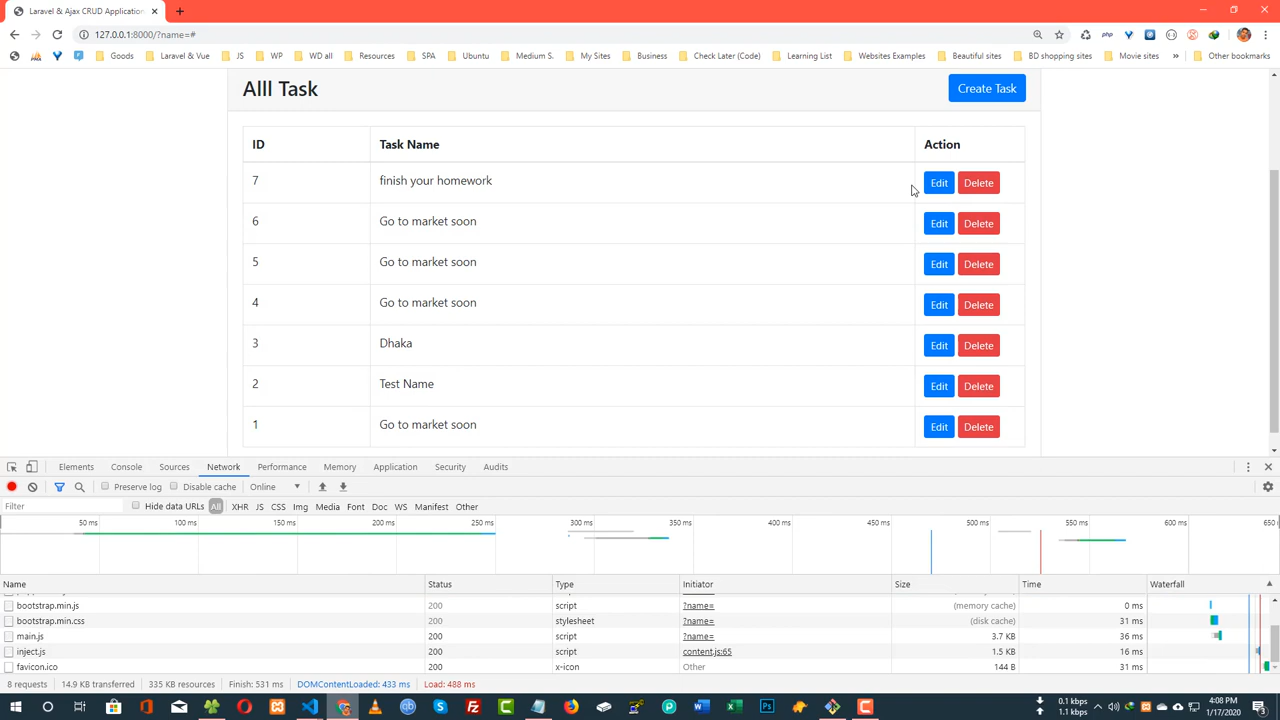 Laravel & Ajax CRUD Application
127.0.0.1:8000/?name=#
Goods Laravel & Vue JS WP WD all Resources SPA Ubuntu Medium S. My Sites Business Check Later (Code) Learning List Websites Examples Beautiful sites BD shopping sites Movie sites » Other bookmarks
Alll Task Create Task
ID Task Name Action
7 finish your homework Edit Delete
6 Go to market soon Edit Delete
5 Go to market soon Edit Delete
4 Go to market soon Edit Delete
3 Dhaka Edit Delete
2 Test Name Edit Delete
1 Go to market soon Edit Delete
Elements Console Sources Network Performance Memory Application Security Audits
Preserve log Disable cache Online
Filter Hide data URLs All XHR JS CSS Img Media Font Doc WS Manifest Other
50 ms 100 ms 150 ms 200 ms 250 ms 300 ms 350 ms 400 ms 450 ms 500 ms 550 ms 600 ms 650 (
Name Status Type Initiator Size Time Waterfall
bootstrap.min.js 200 script ?name= (memory cache) 0 ms
bootstrap.min.css 200 stylesheet ?name= (disk cache) 31 ms
main.js 200 script ?name= 3.7 KB 36 ms
inject.js 200 script content.js:65 1.5 KB 16 ms
favicon.ico 200 x-icon Other 144 B 31 ms
8 requests 14.9 KB transferred 335 KB resources Finish: 531 ms DOMContentLoaded: 433 ms Load: 488 ms
0.1 kbps
1.1 kbps
4:08 PM
1/17/2020